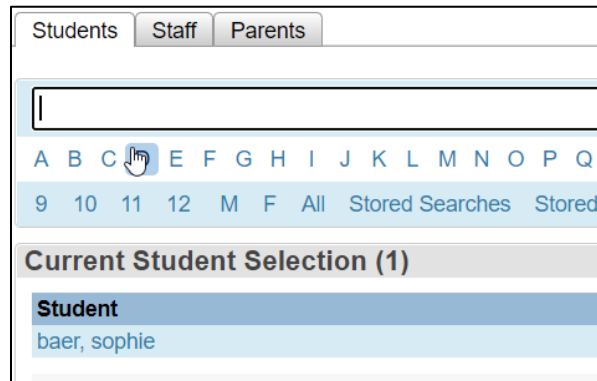 Students Staff Parents
A B C D E F G H I J K L M N O P Q
9 10 11 12 M F All Stored Searches Stored
Current Student Selection (1)
Student
baer, sophie